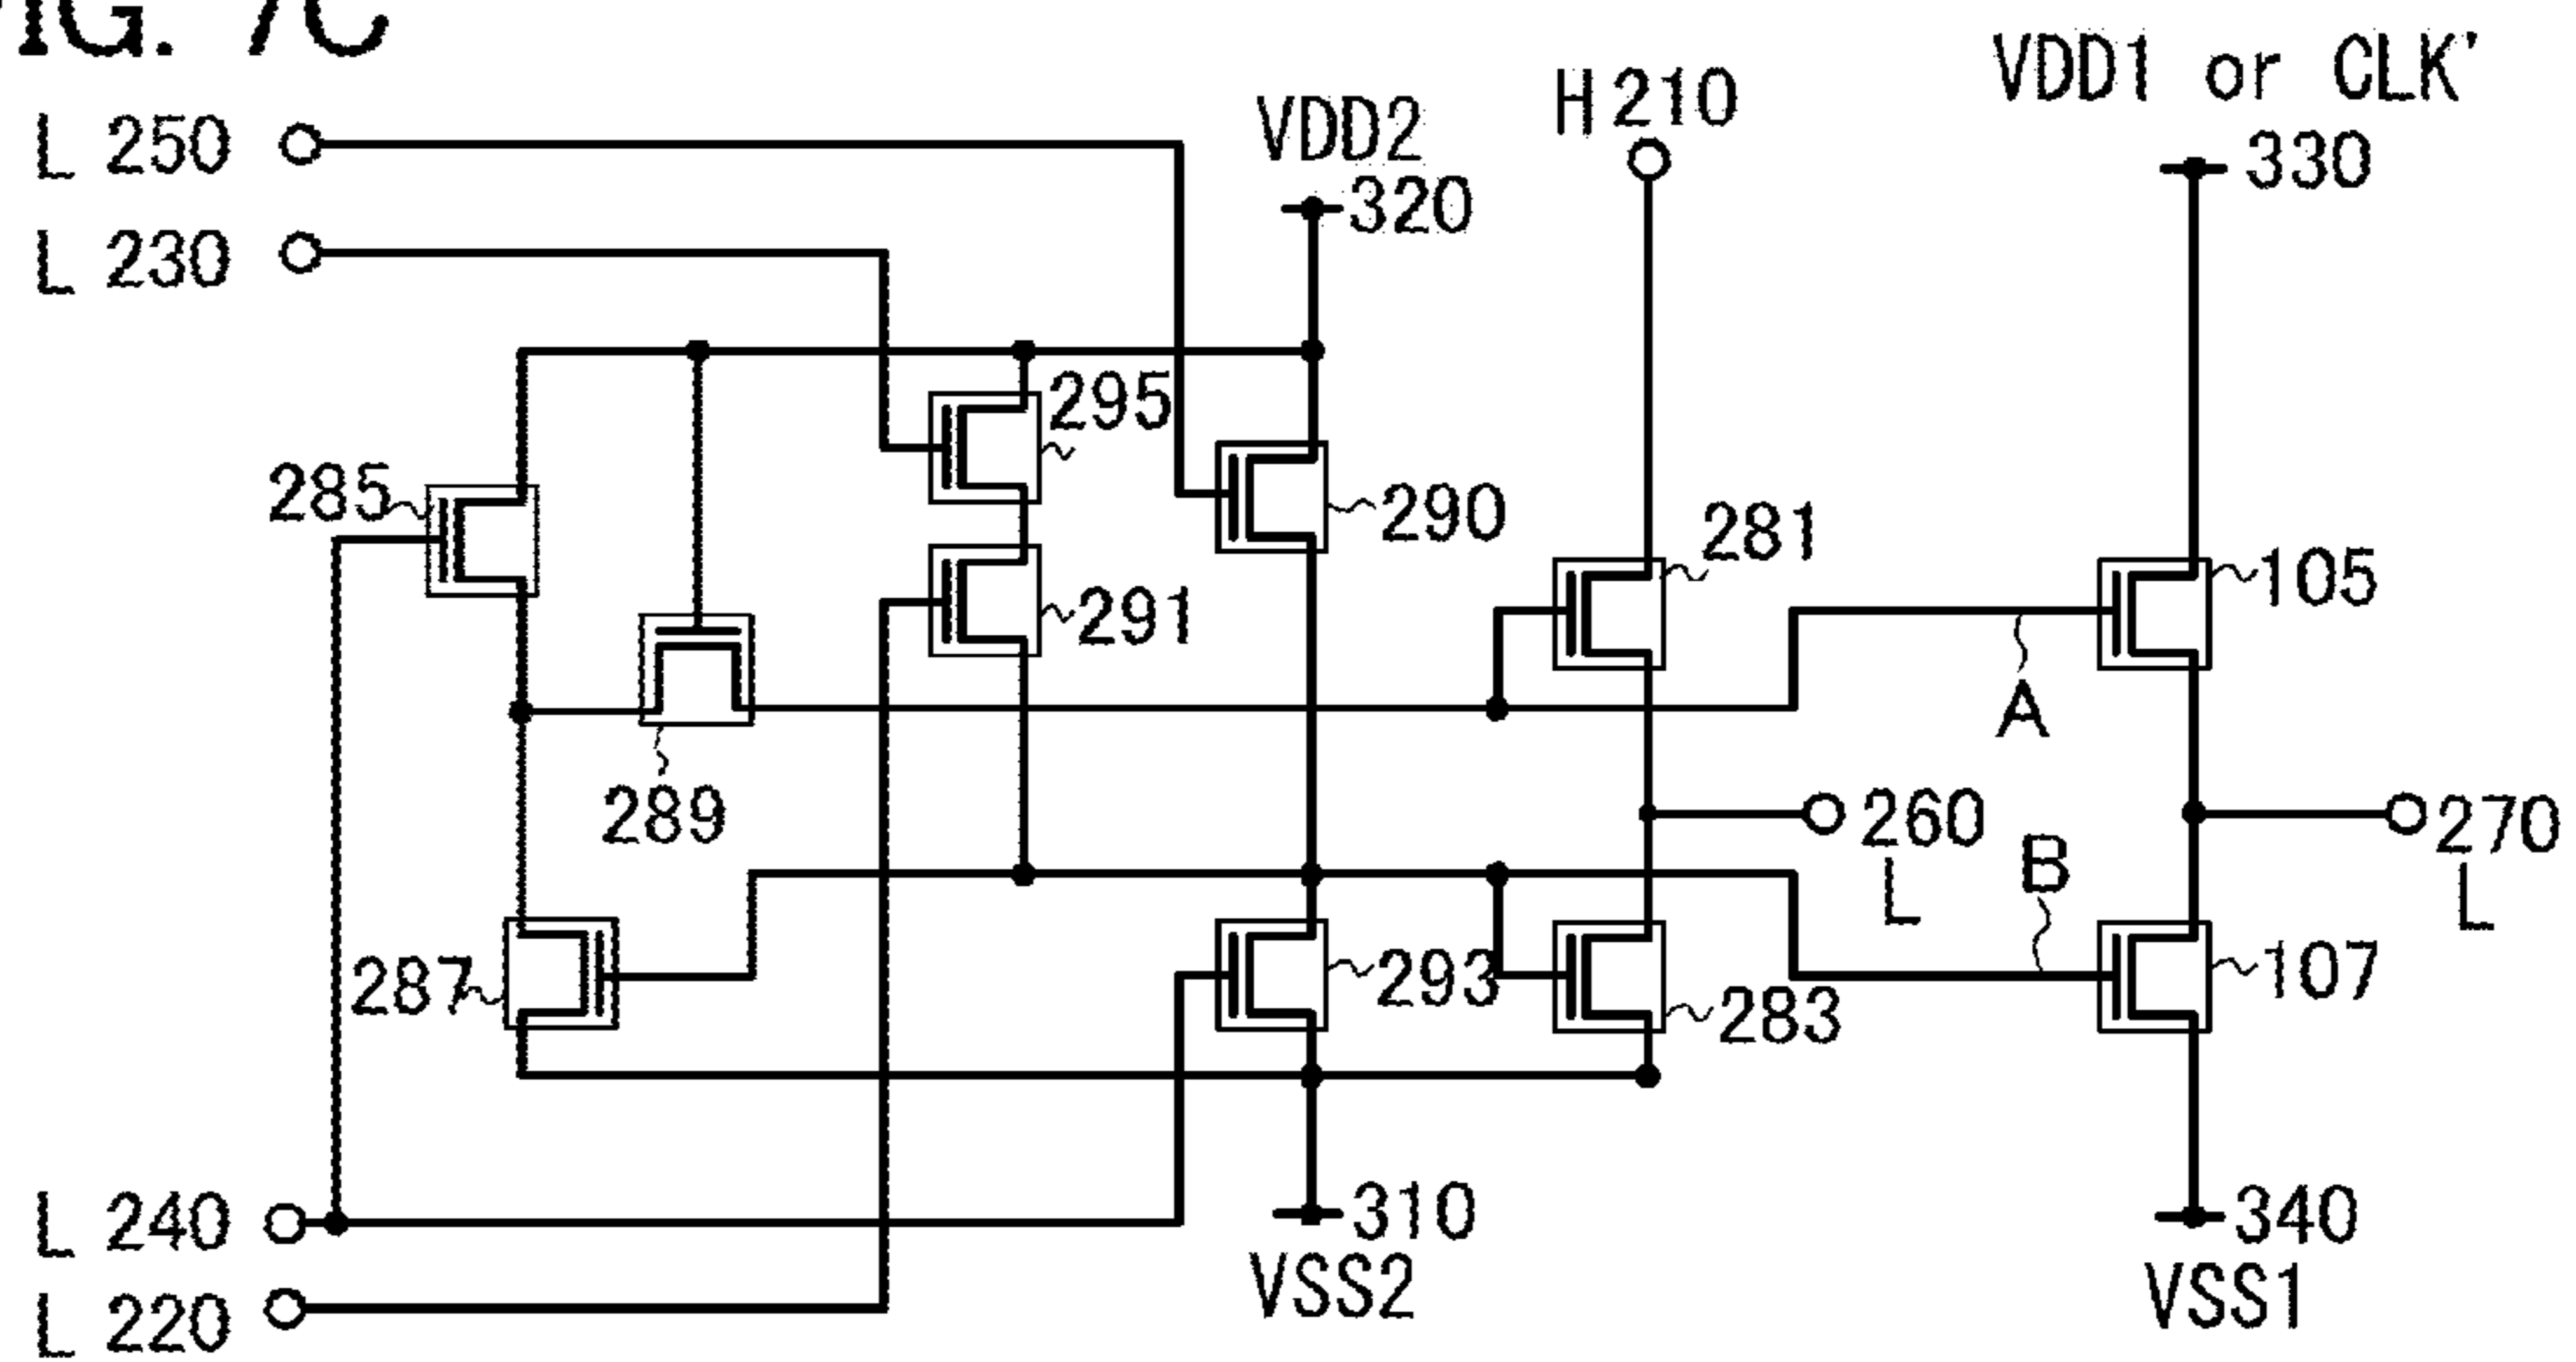 FIG. 7C
VDD1 or CLK'
330
H 210
VDD2
320
L 250
L 230
295
285
290
281
105
291
A
289
260
L
270
L
B
287
293
283
107
L 240
310
VSS2
340
VSS1
L 220